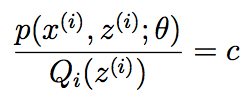 p(x^{(i)}, z^{(i)}; θ) / Q_i(z^{(i)}) = c